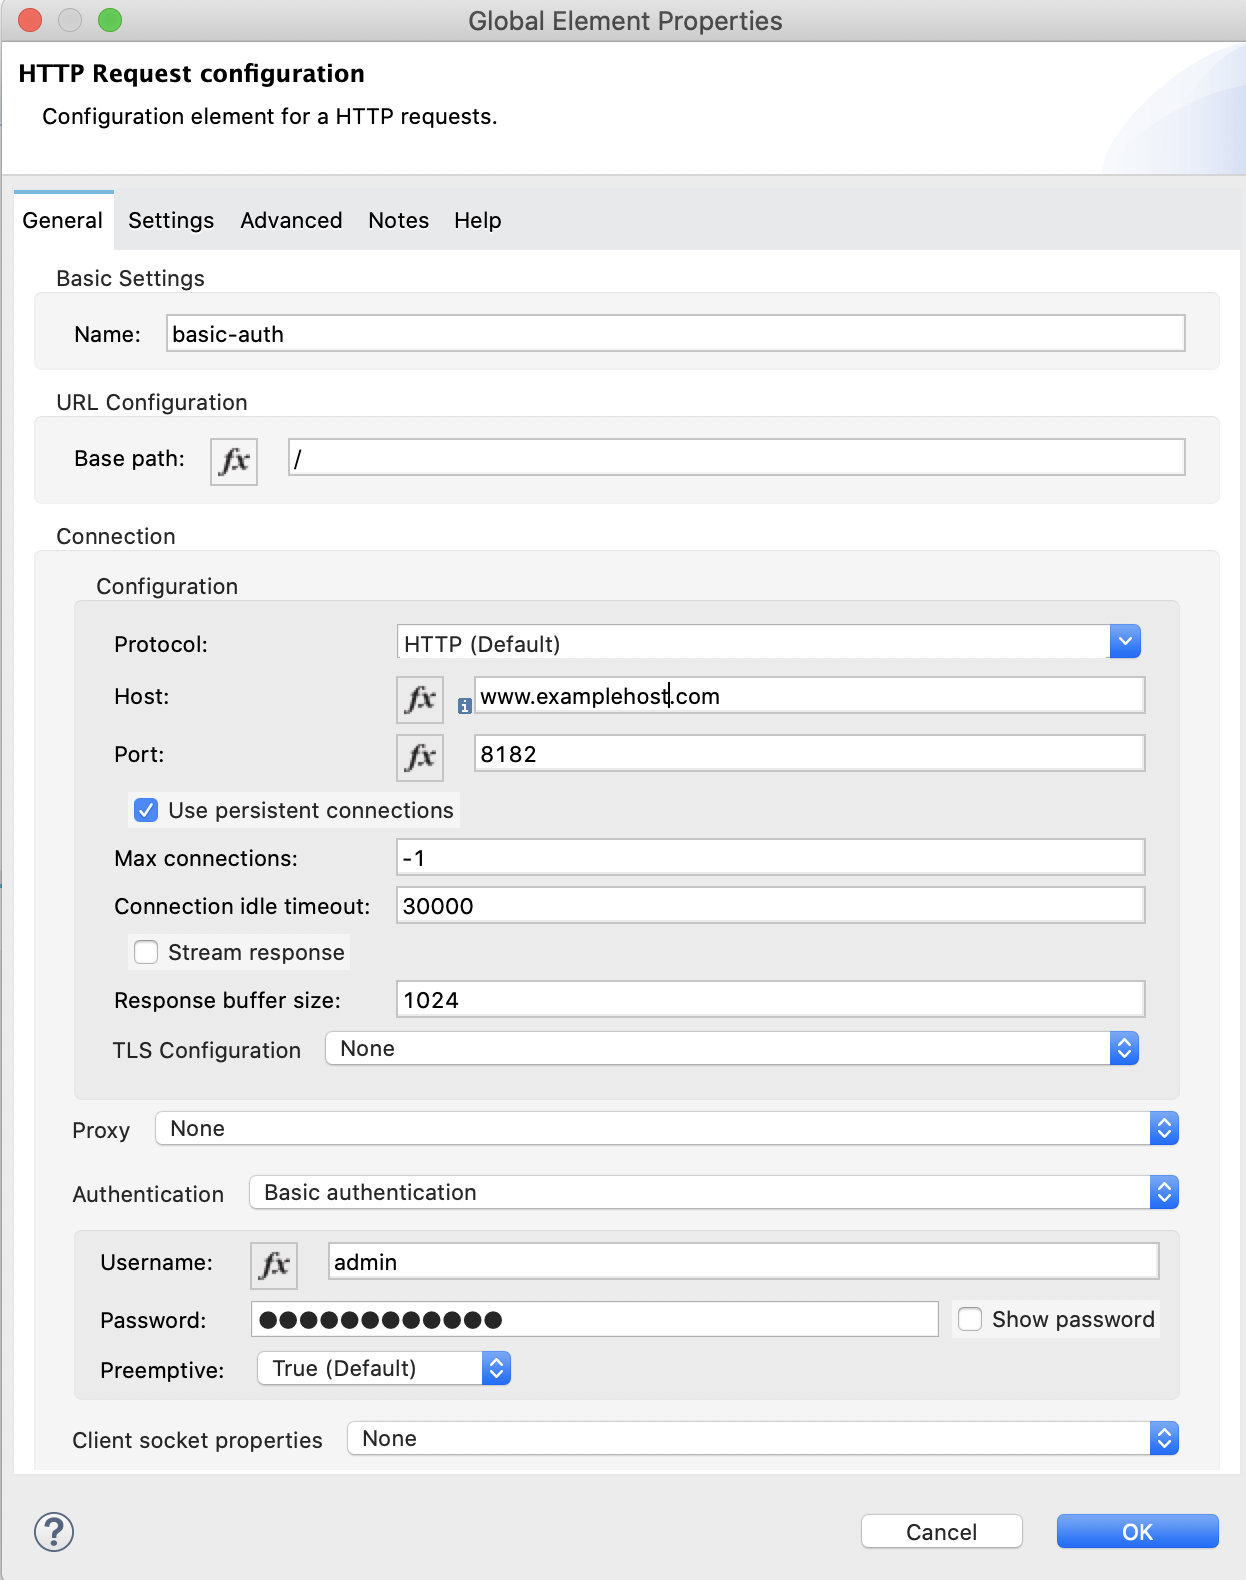 Global Element Properties
HTTP Request configuration
Configuration element for a HTTP requests.
General Settings Advanced Notes Help
Basic Settings
Name: basic-auth
URL Configuration
Base path: fx /
Connection
Configuration
Protocol: HTTP (Default)
Host: fx i www.examplehost.com
Port: fx 8182
Use persistent connections
Max connections: -1
Connection idle timeout: 30000
Stream response
Response buffer size: 1024
TLS Configuration None
Proxy None
Authentication Basic authentication
Username: fx admin
Password: ●●●●●●●●●●●● Show password
Preemptive: True (Default)
Client socket properties None
? Cancel OK